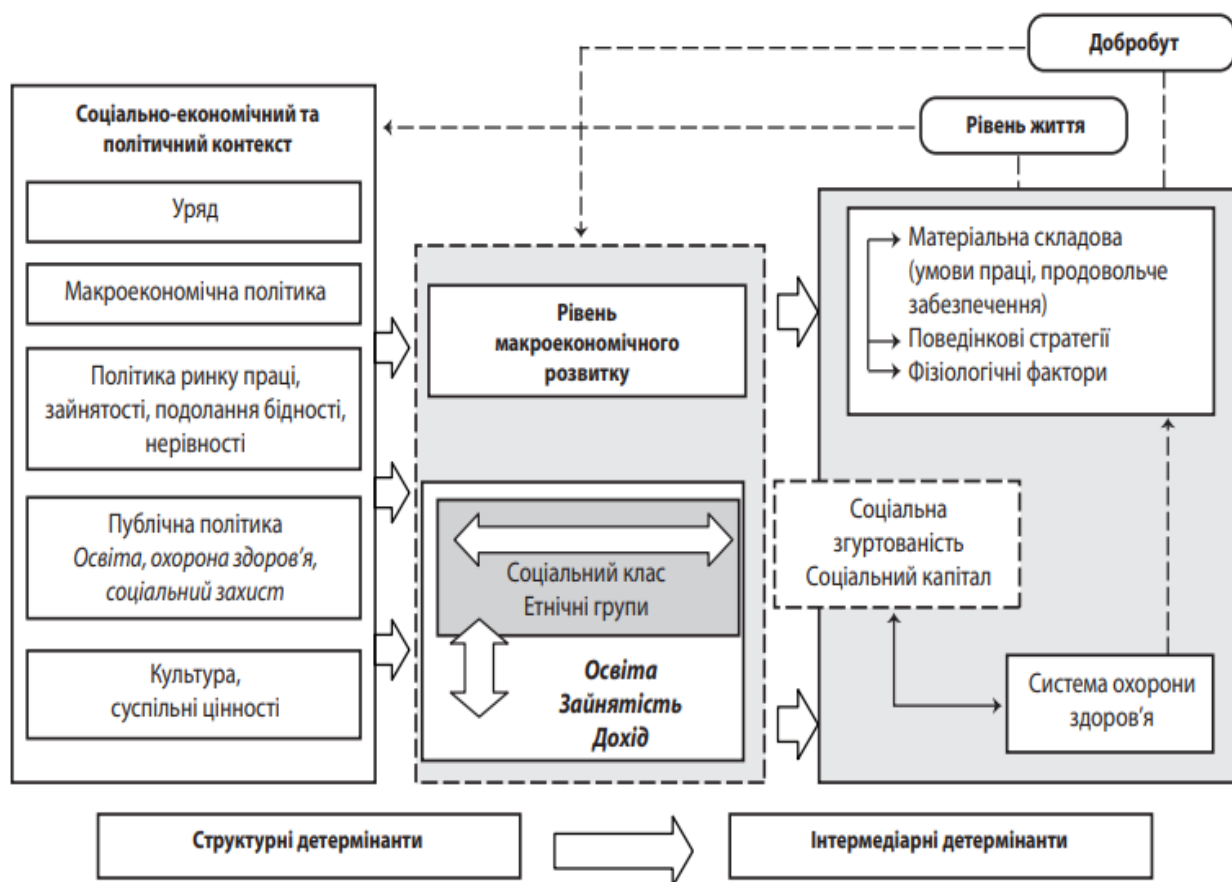 Добробут
Рівень життя
Соціально-економічний та
політичний контекст
Уряд
Макроекономічна політика
Політика ринку праці,
зайнятості, подолання бідності,
нерівності
Публічна політика
Освіта, охорона здоров’я,
соціальний захист
Культура,
суспільні цінності
Рівень
макроекономічного
розвитку
Соціальний клас
Етнічні групи
Освіта
Зайнятість
Дохід
Матеріальна складова
(умови праці, продовольче
забезпечення)
Поведінкові стратегії
Фізіологічні фактори
Соціальна
згуртованість
Соціальний капітал
Система охорони
здоров’я
Структурні детермінанти
Інтермедіарні детермінанти